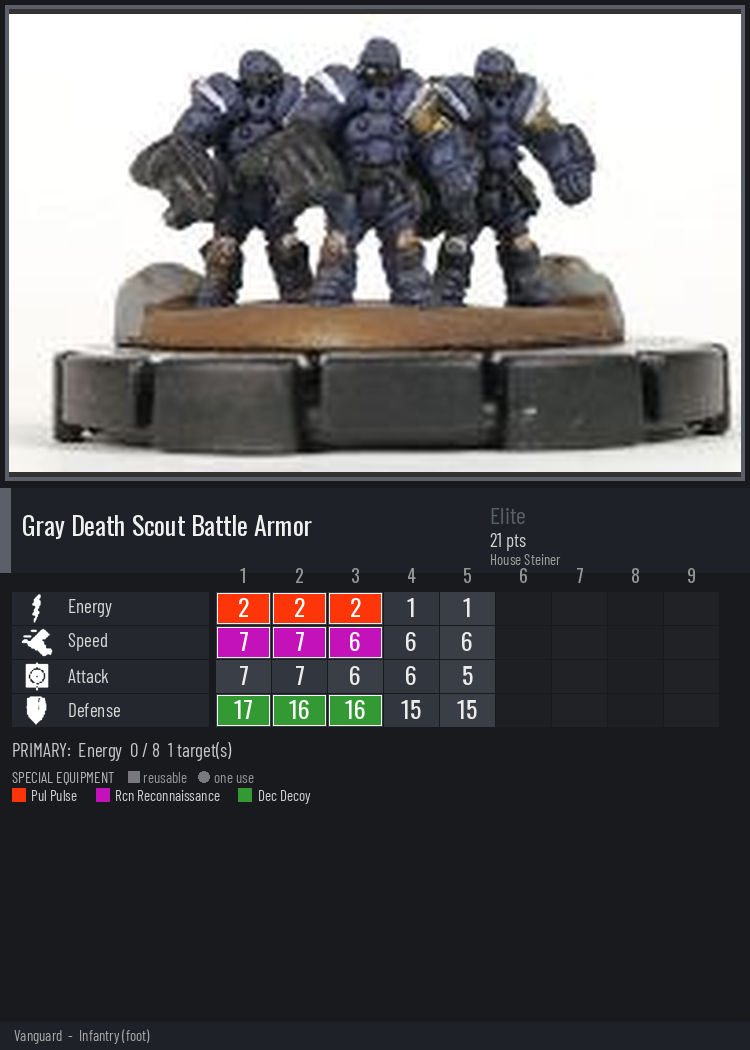 Gray Death Scout Battle Armor
Elite
21 pts
House Steiner
1 2 3 4 5 6 7 8 9
Energy 2 2 2 1 1
Speed 7 7 6 6 6
Attack 7 7 6 6 5
Defense 17 16 16 15 15
PRIMARY: Energy 0 / 8 1 target(s)
SPECIAL EQUIPMENT reusable one use
Pul Pulse Rcn Reconnaissance Dec Decoy
Vanguard - Infantry (foot)